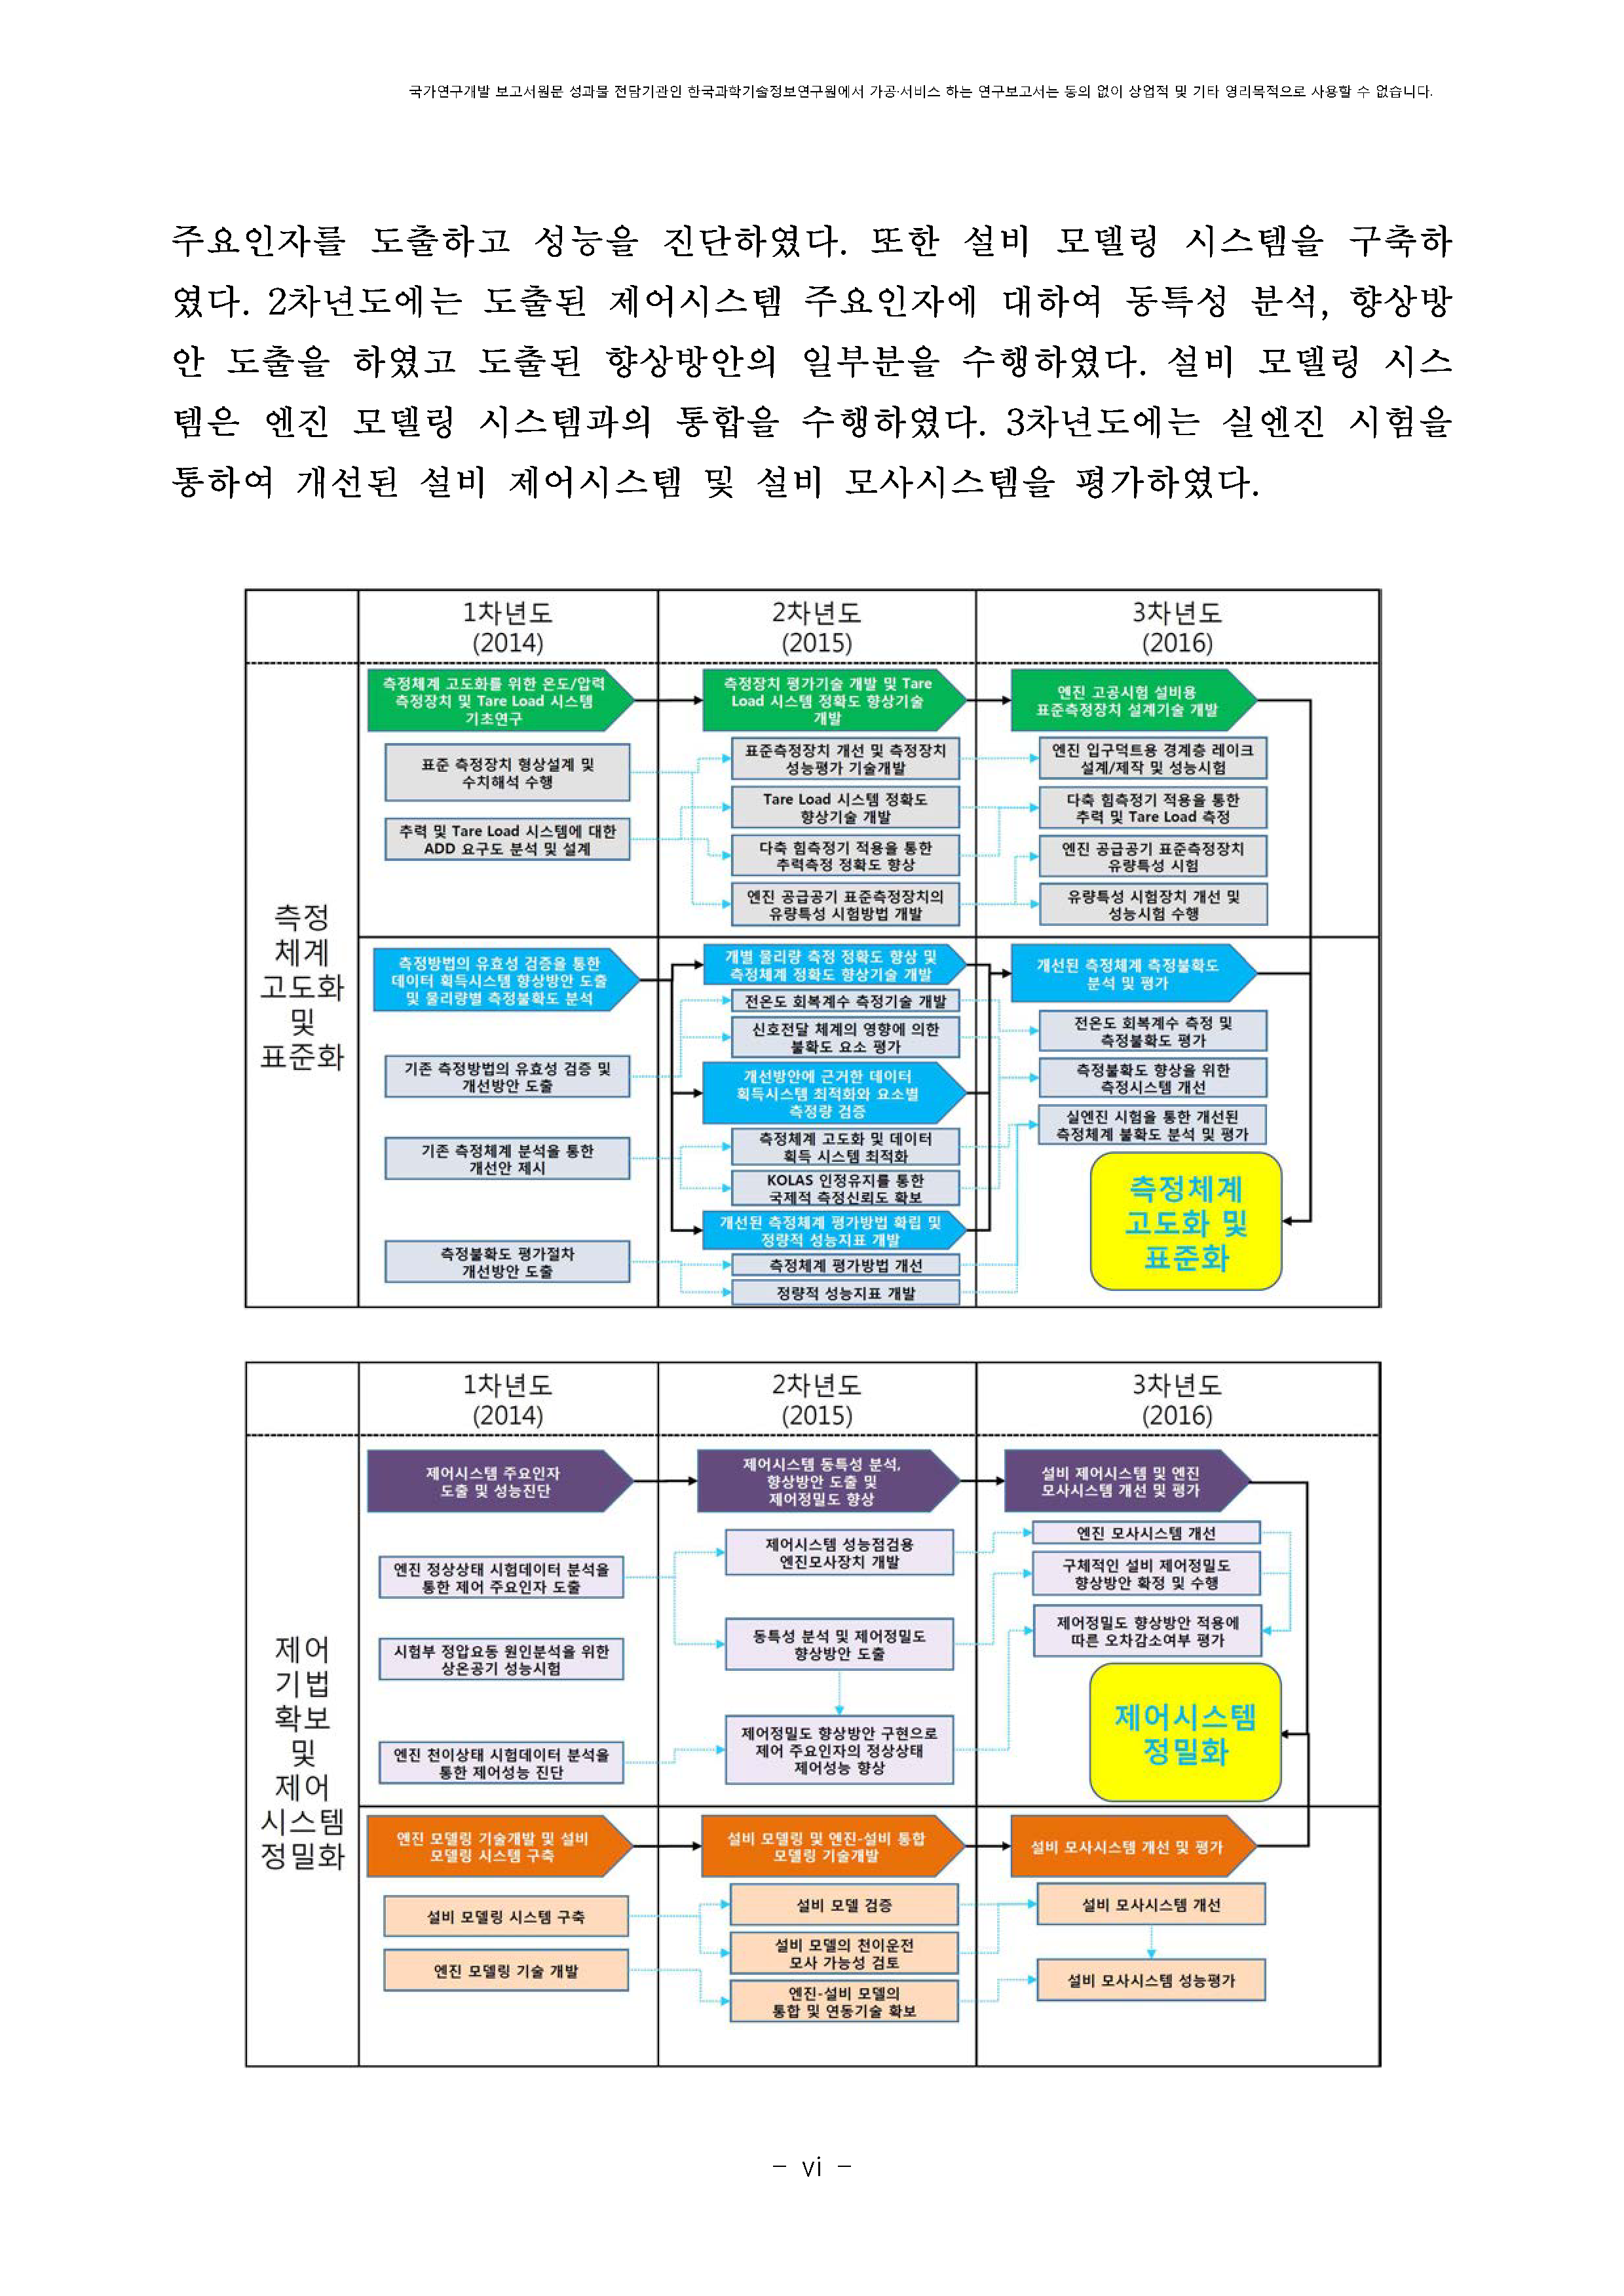 국가연구개발 보고서원문 성과물 전담기관인 한국과학기술정보연구원에서 가공·서비스 하는 연구보고서는 동의 없이 상업적 및 기타 영리목적으로 사용할 수 없습니다.
주요인자를 도출하고 성능을 진단하였다. 또한 설비 모델링 시스템을 구축하
였다. 2차년도에는 도출된 제어시스템 주요인자에 대하여 동특성 분석, 향상방
안 도출을 하였고 도출된 향상방안의 일부분을 수행하였다. 설비 모델링 시스
템은 엔진 모델링 시스템과의 통합을 수행하였다. 3차년도에는 실엔진 시험을
통하여 개선된 설비 제어시스템 및 설비 모사시스템을 평가하였다.
1차년도
(2014)
2차년도
(2015)
3차년도
(2016)
측정
체계
고도화
및
표준화
측정체계 고도화를 위한 온도/압력
측정장치 및 Tare Load 시스템
기초연구
측정장치 평가기술 개발 및 Tare
Load 시스템 정확도 향상기술
개발
엔진 고공시험 설비용
표준측정장치 설계기술 개발
표준 측정장치 형상설계 및
수치해석 수행
추력 및 Tare Load 시스템에 대한
ADD 요구도 분석 및 설계
표준측정장치 개선 및 측정장치
성능평가 기술개발
Tare Load 시스템 정확도
향상기술 개발
다축 힘측정기 적용을 통한
추력측정 정확도 향상
엔진 공급공기 표준측정장치의
유량특성 시험방법 개발
엔진 입구덕트용 경계층 레이크
설계/제작 및 성능시험
다축 힘측정기 적용을 통한
추력 및 Tare Load 측정
엔진 공급공기 표준측정장치
유량특성 시험
유량특성 시험장치 개선 및
성능시험 수행
측정방법의 유효성 검증을 통한
데이터 획득시스템 향상방안 도출
및 물리량별 측정불확도 분석
기존 측정방법의 유효성 검증 및
개선방안 도출
기존 측정체계 분석을 통한
개선안 제시
측정불확도 평가절차
개선방안 도출
개별 물리량 측정 정확도 향상 및
측정체계 정확도 향상기술 개발
전온도 회복계수 측정기술 개발
신호전달 체계의 영향에 의한
불확도 요소 평가
개선방안에 근거한 데이터
획득시스템 최적화와 요소별
측정량 검증
측정체계 고도화 및 데이터
획득 시스템 최적화
KOLAS 인정유지를 통한
국제적 측정신뢰도 확보
개선된 측정체계 평가방법 확립 및
정량적 성능지표 개발
측정체계 평가방법 개선
정량적 성능지표 개발
개선된 측정체계 측정불확도
분석 및 평가
전온도 회복계수 측정 및
측정불확도 평가
측정불확도 향상을 위한
측정시스템 개선
실엔진 시험을 통한 개선된
측정체계 불확도 분석 및 평가
측정체계
고도화 및
표준화
1차년도
(2014)
2차년도
(2015)
3차년도
(2016)
제어
기법
확보
및
제어
시스템
정밀화
제어시스템 주요인자
도출 및 성능진단
제어시스템 동특성 분석,
향상방안 도출 및
제어정밀도 향상
설비 제어시스템 및 엔진
모사시스템 개선 및 평가
엔진 정상상태 시험데이터 분석을
통한 제어 주요인자 도출
시험부 정압요동 원인분석을 위한
상온공기 성능시험
엔진 천이상태 시험데이터 분석을
통한 제어성능 진단
제어시스템 성능점검용
엔진모사장치 개발
동특성 분석 및 제어정밀도
향상방안 도출
제어정밀도 향상방안 구현으로
제어 주요인자의 정상상태
제어성능 향상
엔진 모사시스템 개선
구체적인 설비 제어정밀도
향상방안 확정 및 수행
제어정밀도 향상방안 적용에
따른 오차감소여부 평가
제어시스템
정밀화
엔진 모델링 기술개발 및 설비
모델링 시스템 구축
설비 모델링 및 엔진-설비 통합
모델링 기술개발
설비 모사시스템 개선 및 평가
설비 모델링 시스템 구축
엔진 모델링 기술 개발
설비 모델 검증
설비 모델의 천이운전
모사 가능성 검토
엔진-설비 모델의
통합 및 연동기술 확보
설비 모사시스템 개선
설비 모사시스템 성능평가
- vi -